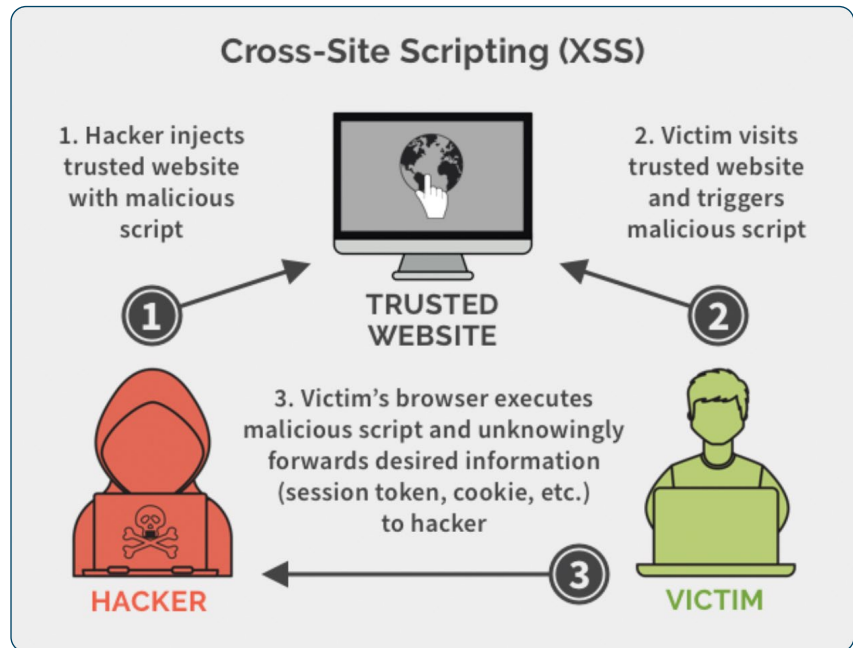 Cross-Site Scripting (XSS)
1. Hacker injects
trusted website
with malicious
script
2. Victim visits
trusted website
and triggers
malicious script
TRUSTED
WEBSITE
1
2
3. Victim’s browser executes
malicious script and unknowingly
forwards desired information
(session token, cookie, etc.)
to hacker
3
HACKER
VICTIM